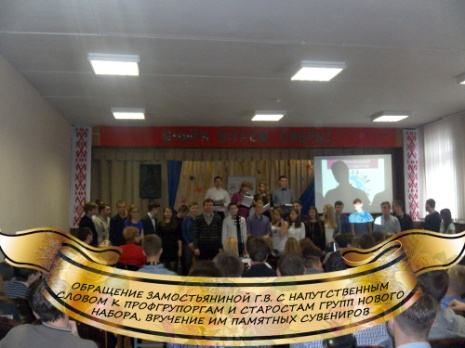 ОБРАЩЕНИЕ ЗАМОСТЬЯНИНОЙ Г.В. С НАПУТСТВЕННЫМ
СЛОВОМ К ПРОФГРУПОРГАМ И СТАРОСТАМ ГРУПП НОВОГО
НАБОРА, ВРУЧЕНИЕ ИМ ПАМЯТНЫХ СУВЕНИРОВ